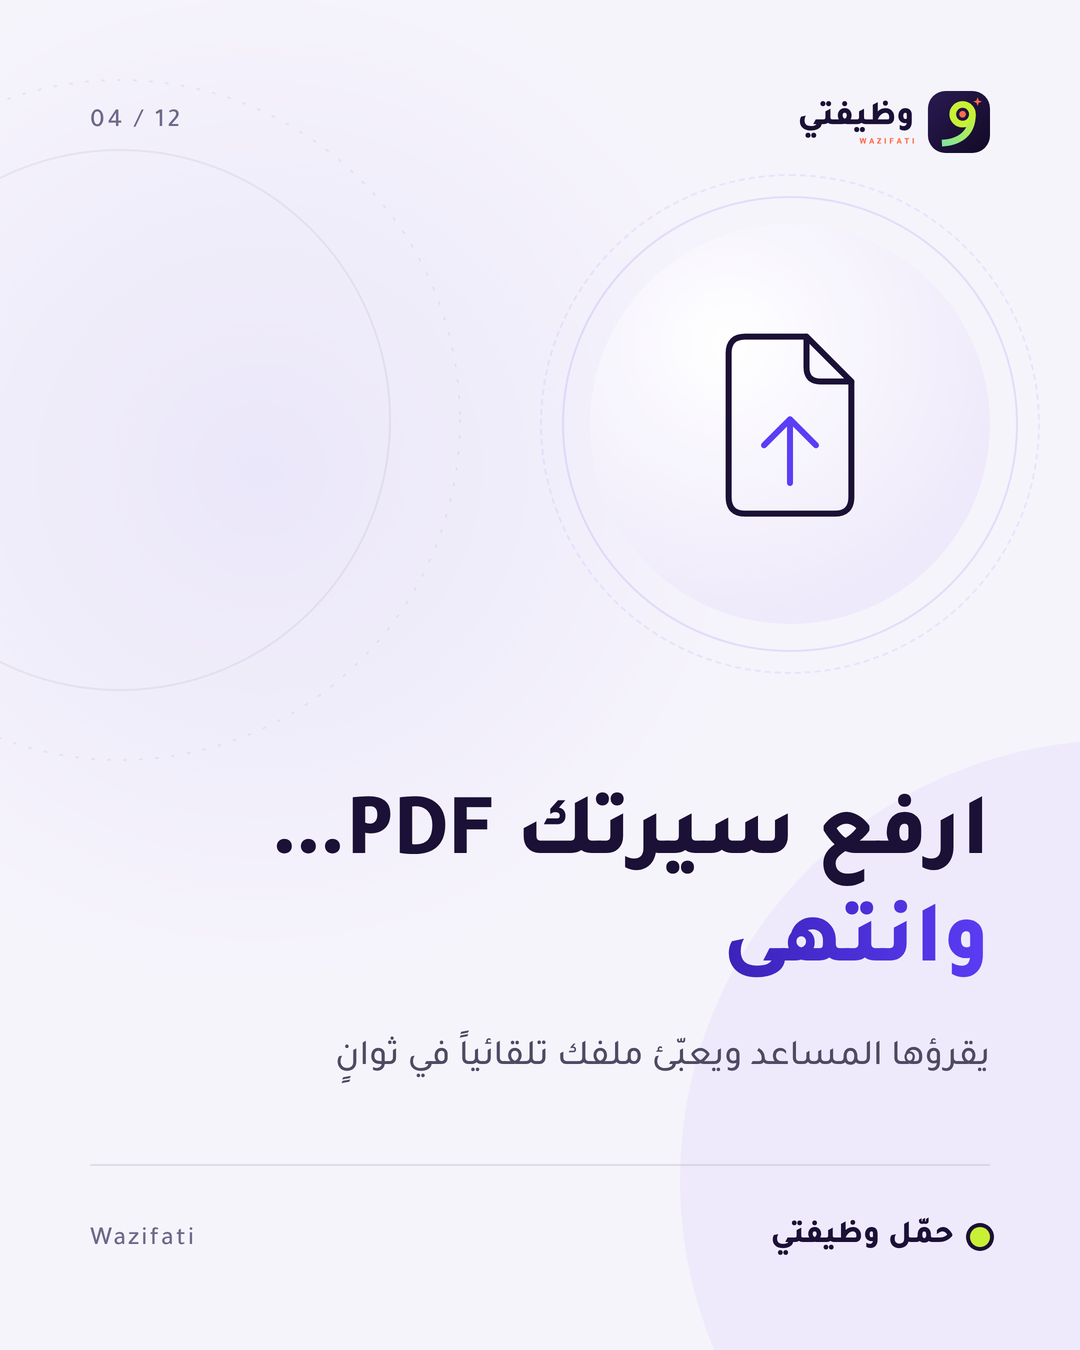 وظيفتي
WAZIFATI
04 / 12
ارفع سيرتك PDF...
وانتهى
يقرؤها المساعد ويعبّئ ملفك تلقائياً في ثوانٍ
حمّل وظيفتي
Wazifati